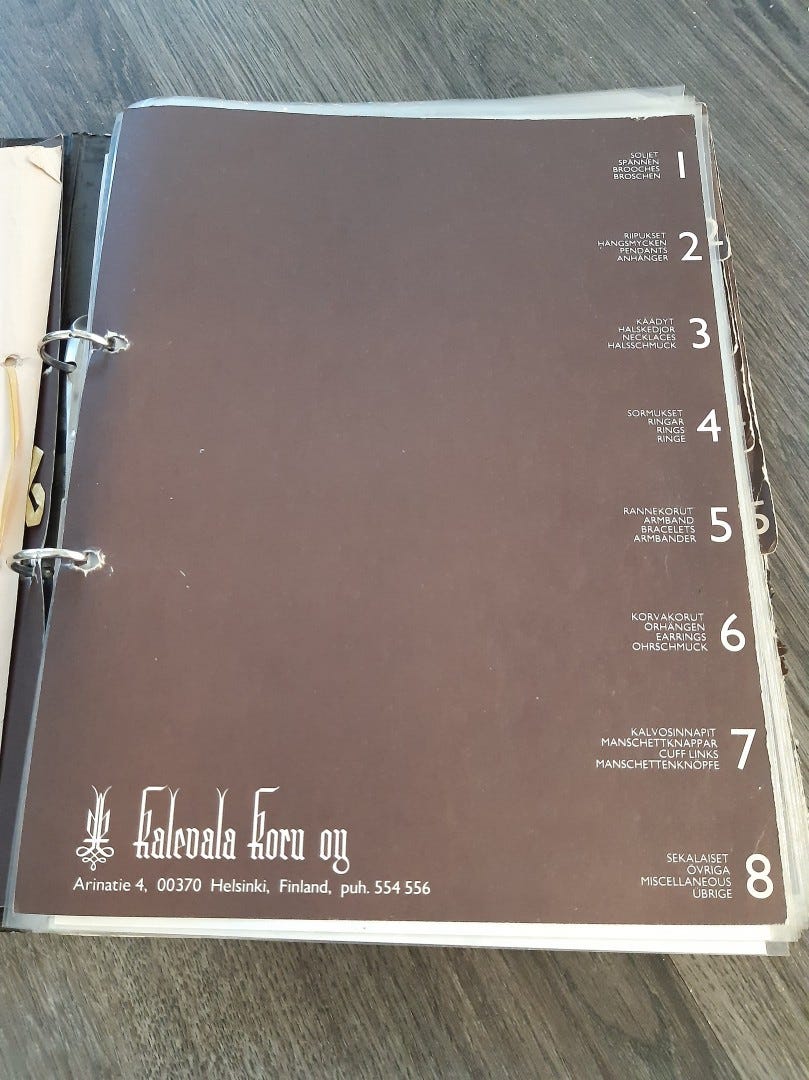 SOLJET
SPÄNNEN
BROOCHES
BROSCHEN
1
RIIPUKSET
HÄNGSMYCKEN
PENDANTS
ANHÄNGER
2
KÄÄDYT
HALSKEDJOR
NECKLACES
HALSSCHMUCK
3
SORMUKSET
RINGAR
RINGS
RINGE
4
RANNEKORUT
ARMBAND
BRACELETS
ARMBÄNDER
5
KORVAKORUT
ÖRHÄNGEN
EARRINGS
OHRSCHMUCK
6
KALVOSINNAPIT
MANSCHETTKNAPPAR
CUFF LINKS
MANSCHETTENKNÖPFE
7
SEKALAISET
ÖVRIGA
MISCELLANEOUS
ÜBRIGE
8
kalevala koru oy
Arinatie 4, 00370 Helsinki, Finland, puh. 554 556